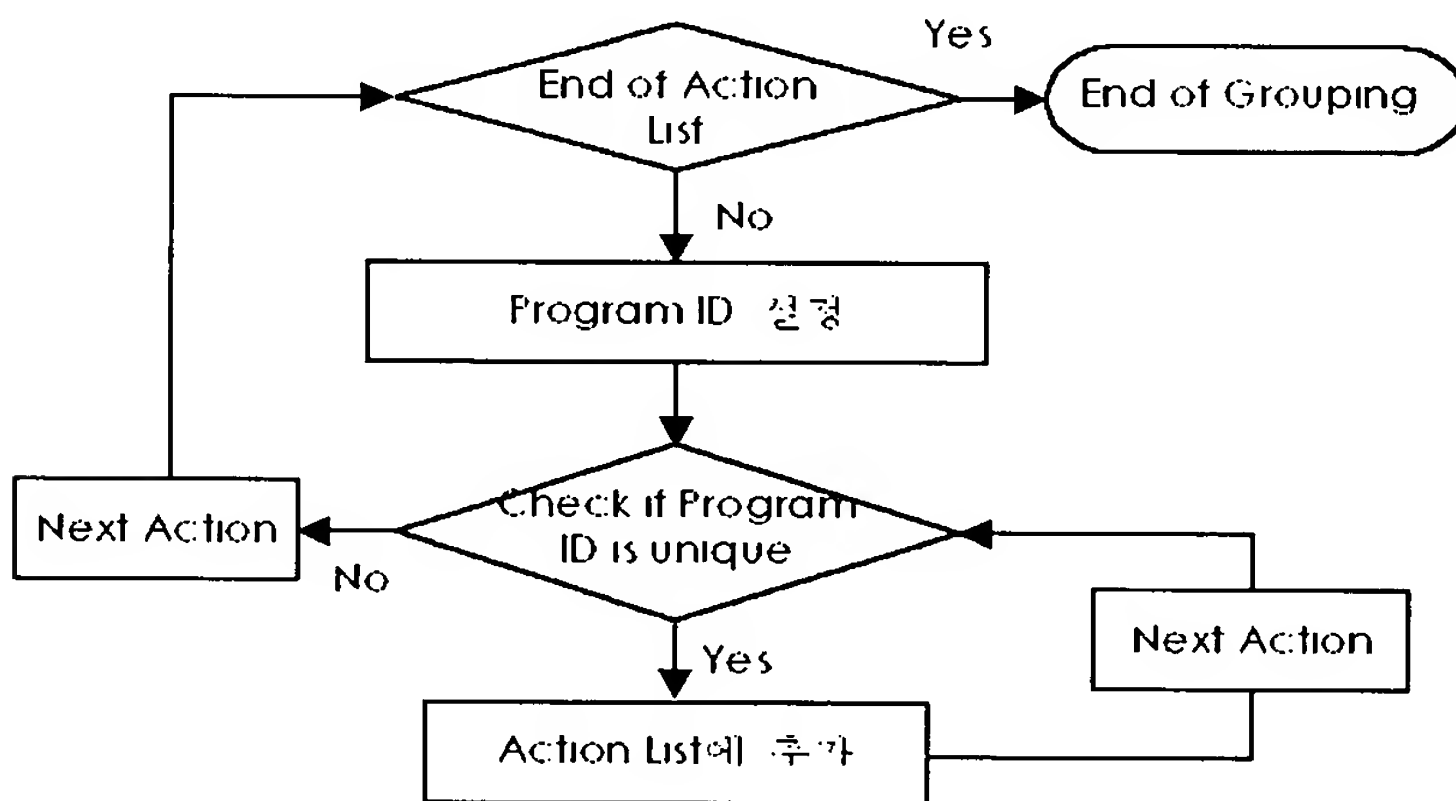 Yes
End of Action
List
End of Grouping
No
Program ID 설정
Check if Program
ID is unique
Next Action
No
Next Action
Yes
Action List에 추가